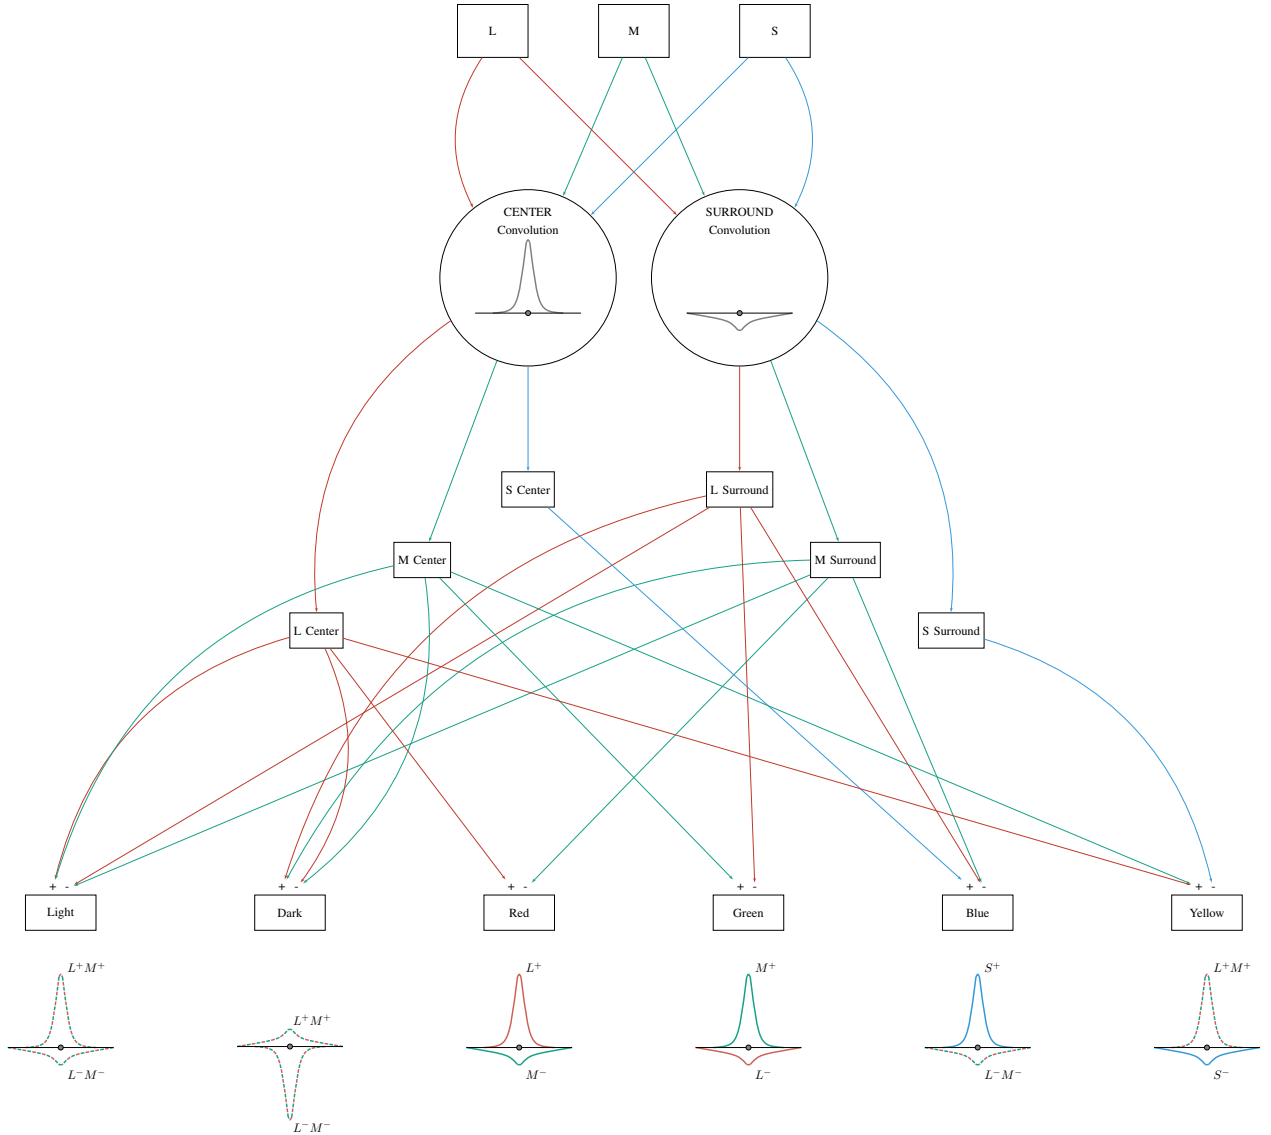 L
M
S
CENTER
Convolution
SURROUND
Convolution
S Center
L Surround
M Center
M Surround
L Center
S Surround
+ -
+ -
+ -
+ -
+ -
+ -
Light
Dark
Red
Green
Blue
Yellow
L⁺M⁺
L⁻M⁻
L⁺M⁺
L⁻M⁻
L⁺
M⁻
M⁺
L⁻
S⁺
L⁻M⁻
L⁺M⁺
S⁻